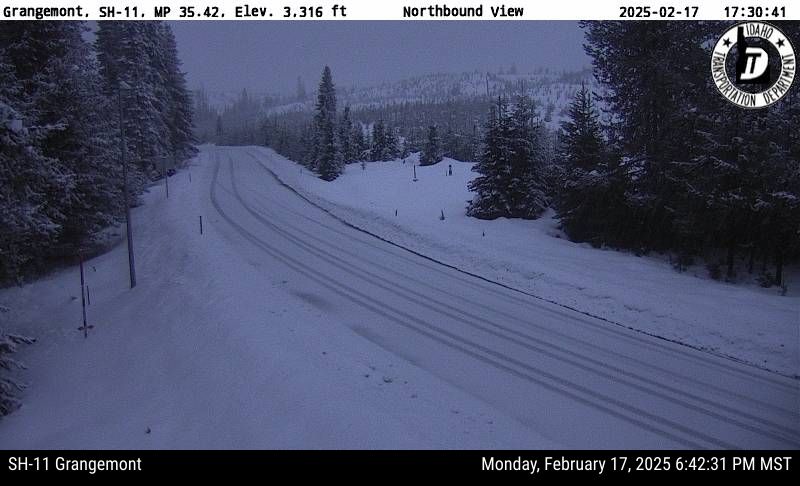 Grangemont, SH-11, MP 35.42, Elev. 3,316 ft Northbound View 2025-02-17 17:30:41
IDAHO
TRANSPORTATION DEPARTMENT
SH-11 Grangemont Monday, February 17, 2025 6:42:31 PM MST